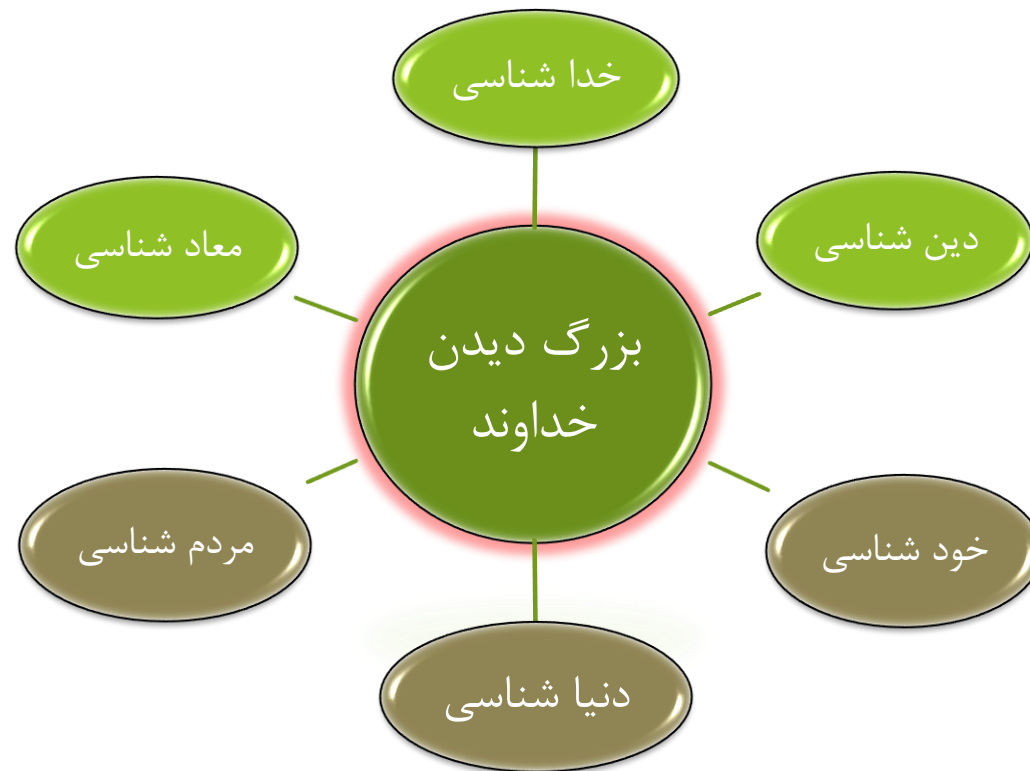 خدا شناسی
دین شناسی
معاد شناسی
بزرگ دیدن
خداوند
خود شناسی
مردم شناسی
دنیا شناسی